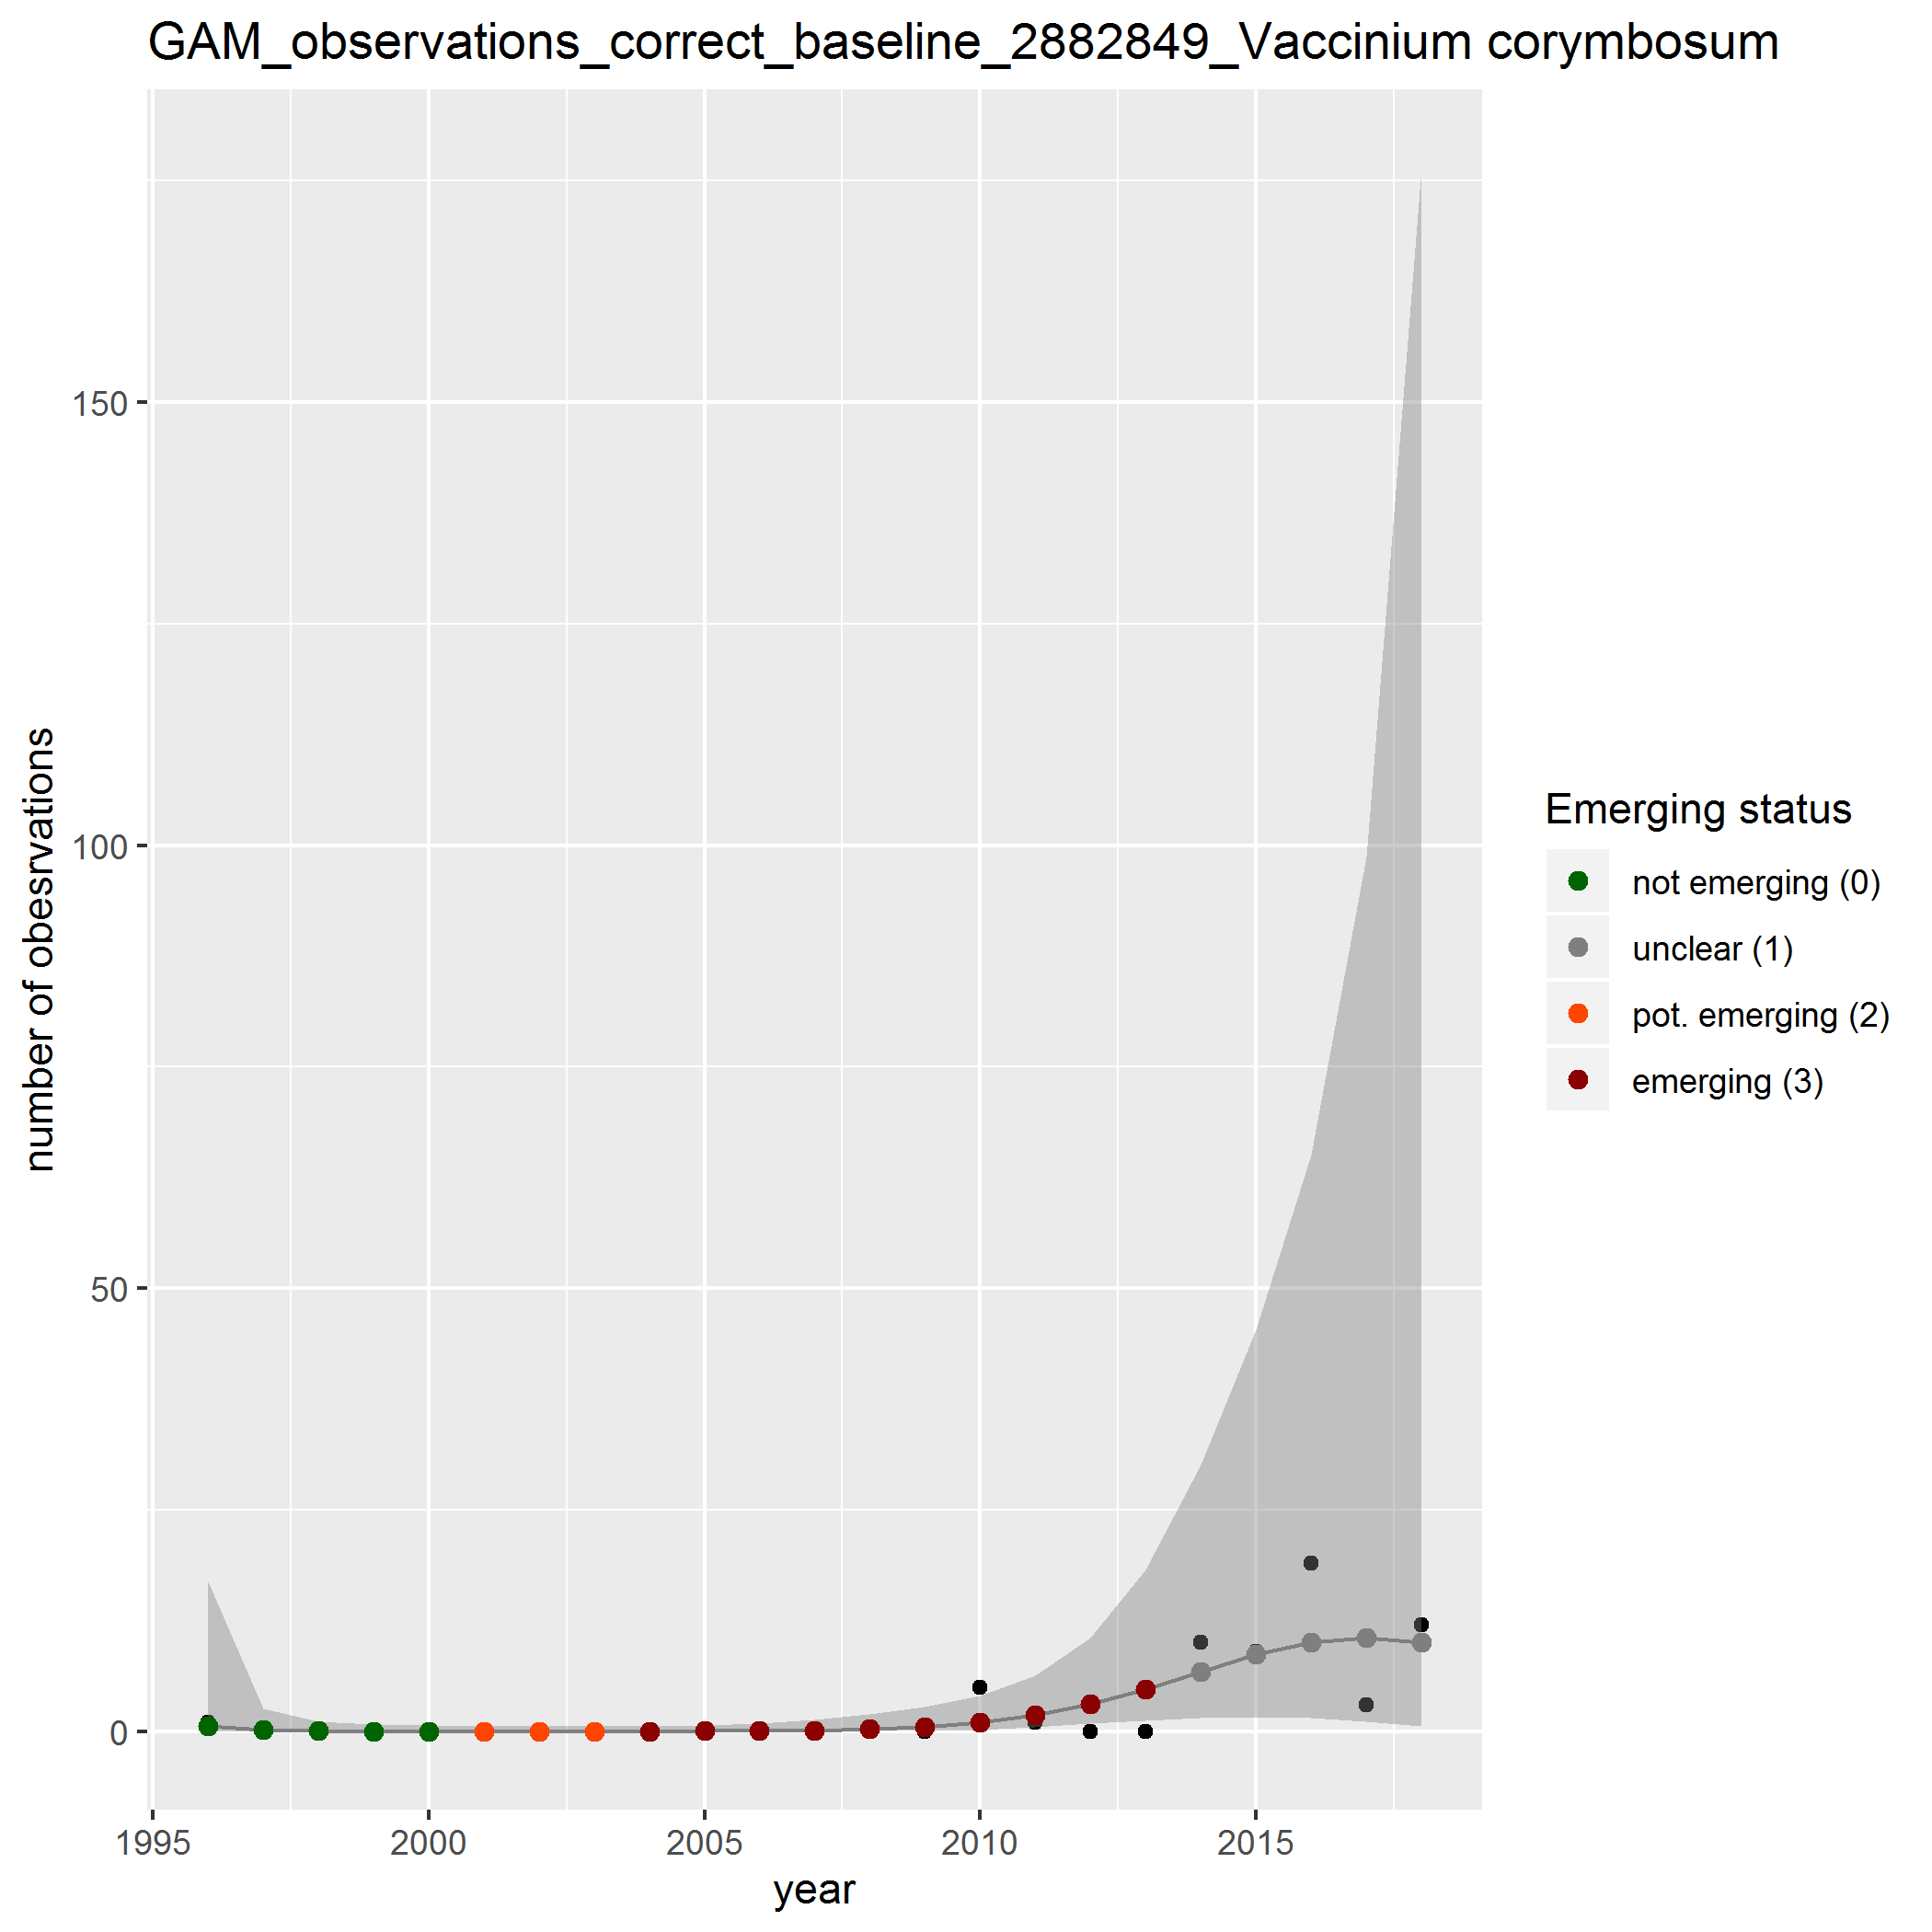 GAM_observations_correct_baseline_2882849_Vaccinium corymbosum
number of obesrvations
150
100
50
0
1995
2000
2005
2010
2015
year
Emerging status
not emerging (0)
unclear (1)
pot. emerging (2)
emerging (3)